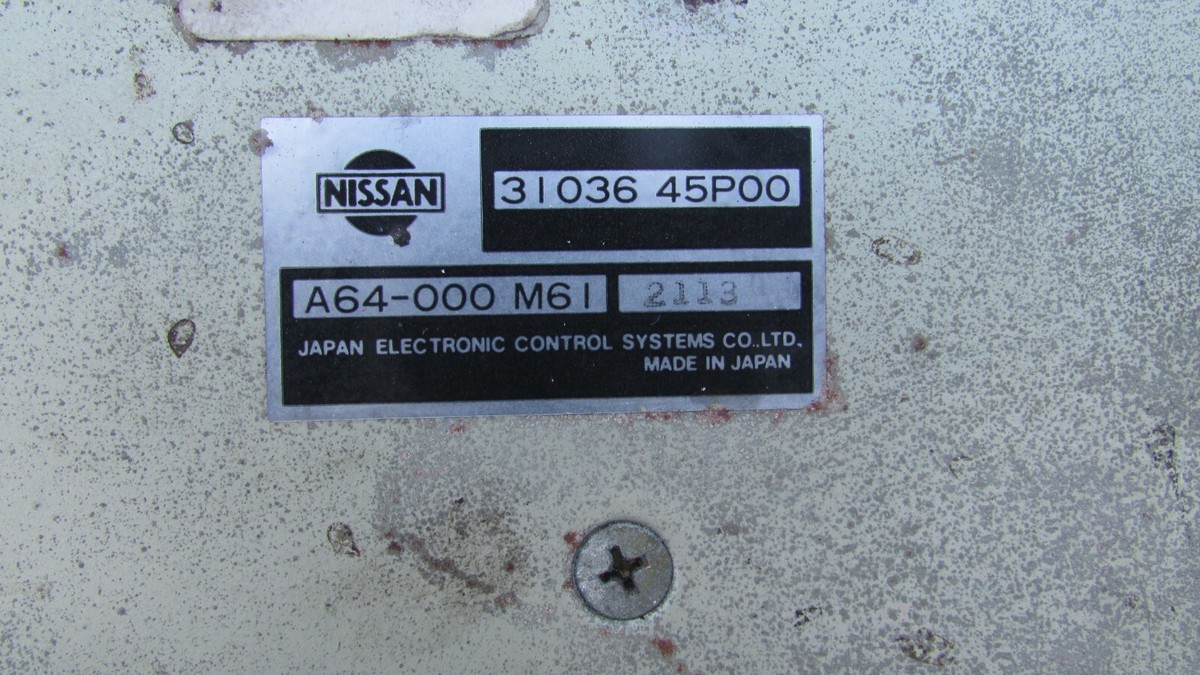 NISSAN
31036 45P00
A64-000 M61 2113
JAPAN ELECTRONIC CONTROL SYSTEMS CO.,LTD.
MADE IN JAPAN